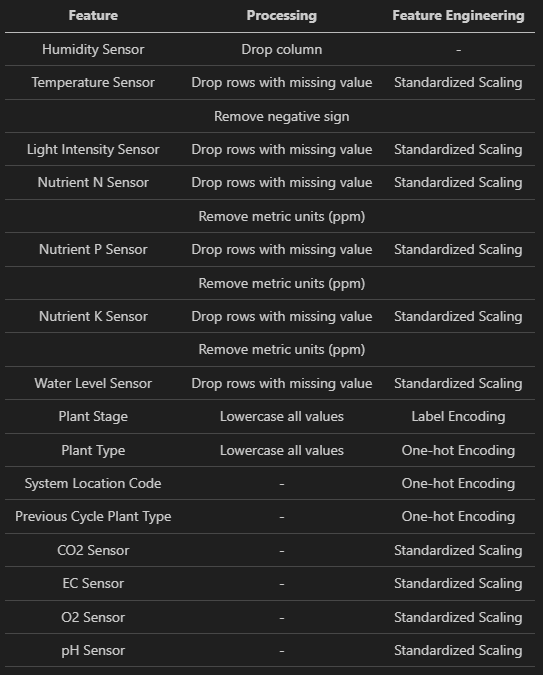 Feature Processing Feature Engineering
Humidity Sensor Drop column -
Temperature Sensor Drop rows with missing value Standardized Scaling
Remove negative sign
Light Intensity Sensor Drop rows with missing value Standardized Scaling
Nutrient N Sensor Drop rows with missing value Standardized Scaling
Remove metric units (ppm)
Nutrient P Sensor Drop rows with missing value Standardized Scaling
Remove metric units (ppm)
Nutrient K Sensor Drop rows with missing value Standardized Scaling
Remove metric units (ppm)
Water Level Sensor Drop rows with missing value Standardized Scaling
Plant Stage Lowercase all values Label Encoding
Plant Type Lowercase all values One-hot Encoding
System Location Code - One-hot Encoding
Previous Cycle Plant Type - One-hot Encoding
CO2 Sensor - Standardized Scaling
EC Sensor - Standardized Scaling
O2 Sensor - Standardized Scaling
pH Sensor - Standardized Scaling